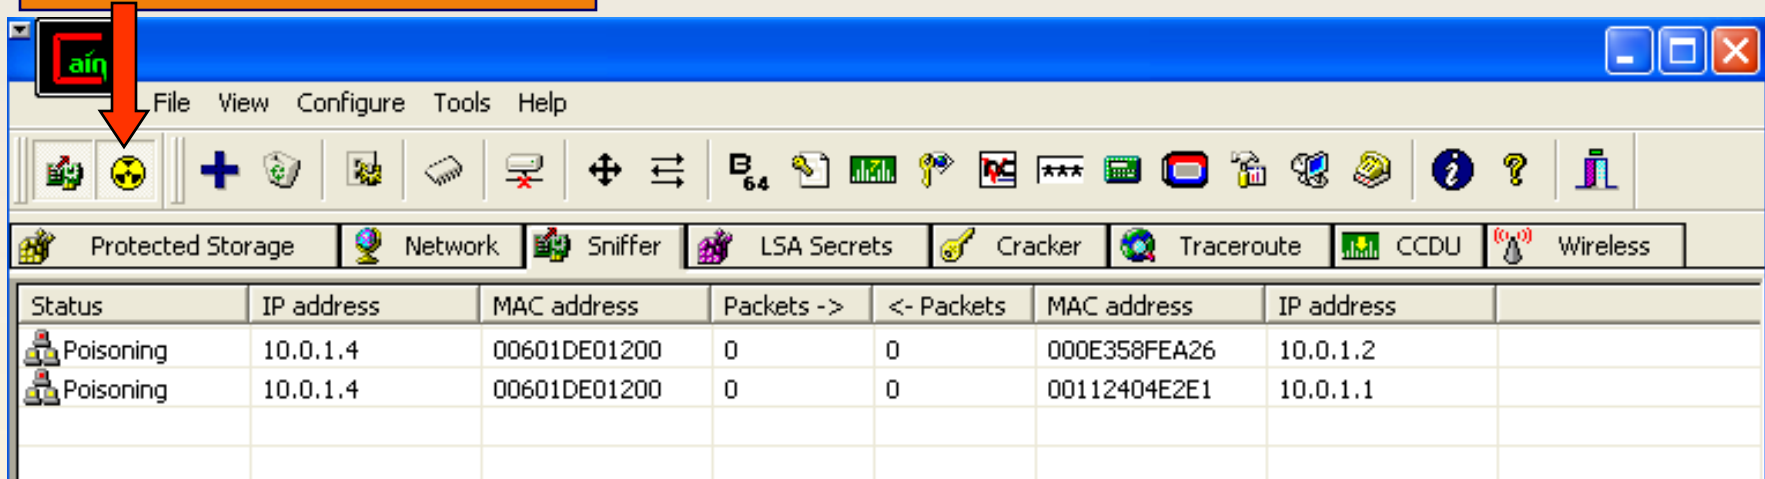 aín
File View Configure Tools Help
B 64 ***
Protected Storage Network Sniffer LSA Secrets Cracker Traceroute CCDU Wireless
Status IP address MAC address Packets -> <- Packets MAC address IP address
Poisoning 10.0.1.4 00601DE01200 0 0 000E358FEA26 10.0.1.2
Poisoning 10.0.1.4 00601DE01200 0 0 00112404E2E1 10.0.1.1